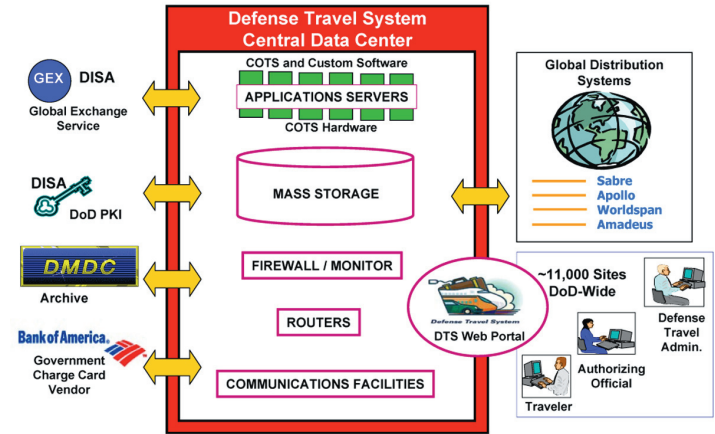 Defense Travel System
Central Data Center
COTS and Custom Software
APPLICATIONS SERVERS
COTS Hardware
MASS STORAGE
FIREWALL / MONITOR
ROUTERS
COMMUNICATIONS FACILITIES
GEX DISA
Global Exchange
Service
DISA
DoD PKI
DMDC
Archive
Bank of America.
Government
Charge Card
Vendor
Global Distribution
Systems
Sabre
Apollo
Worldspan
Amadeus
~11,000 Sites
DoD-Wide
Defense Travel System
DTS Web Portal
Defense
Travel
Admin.
Authorizing
Official
Traveler